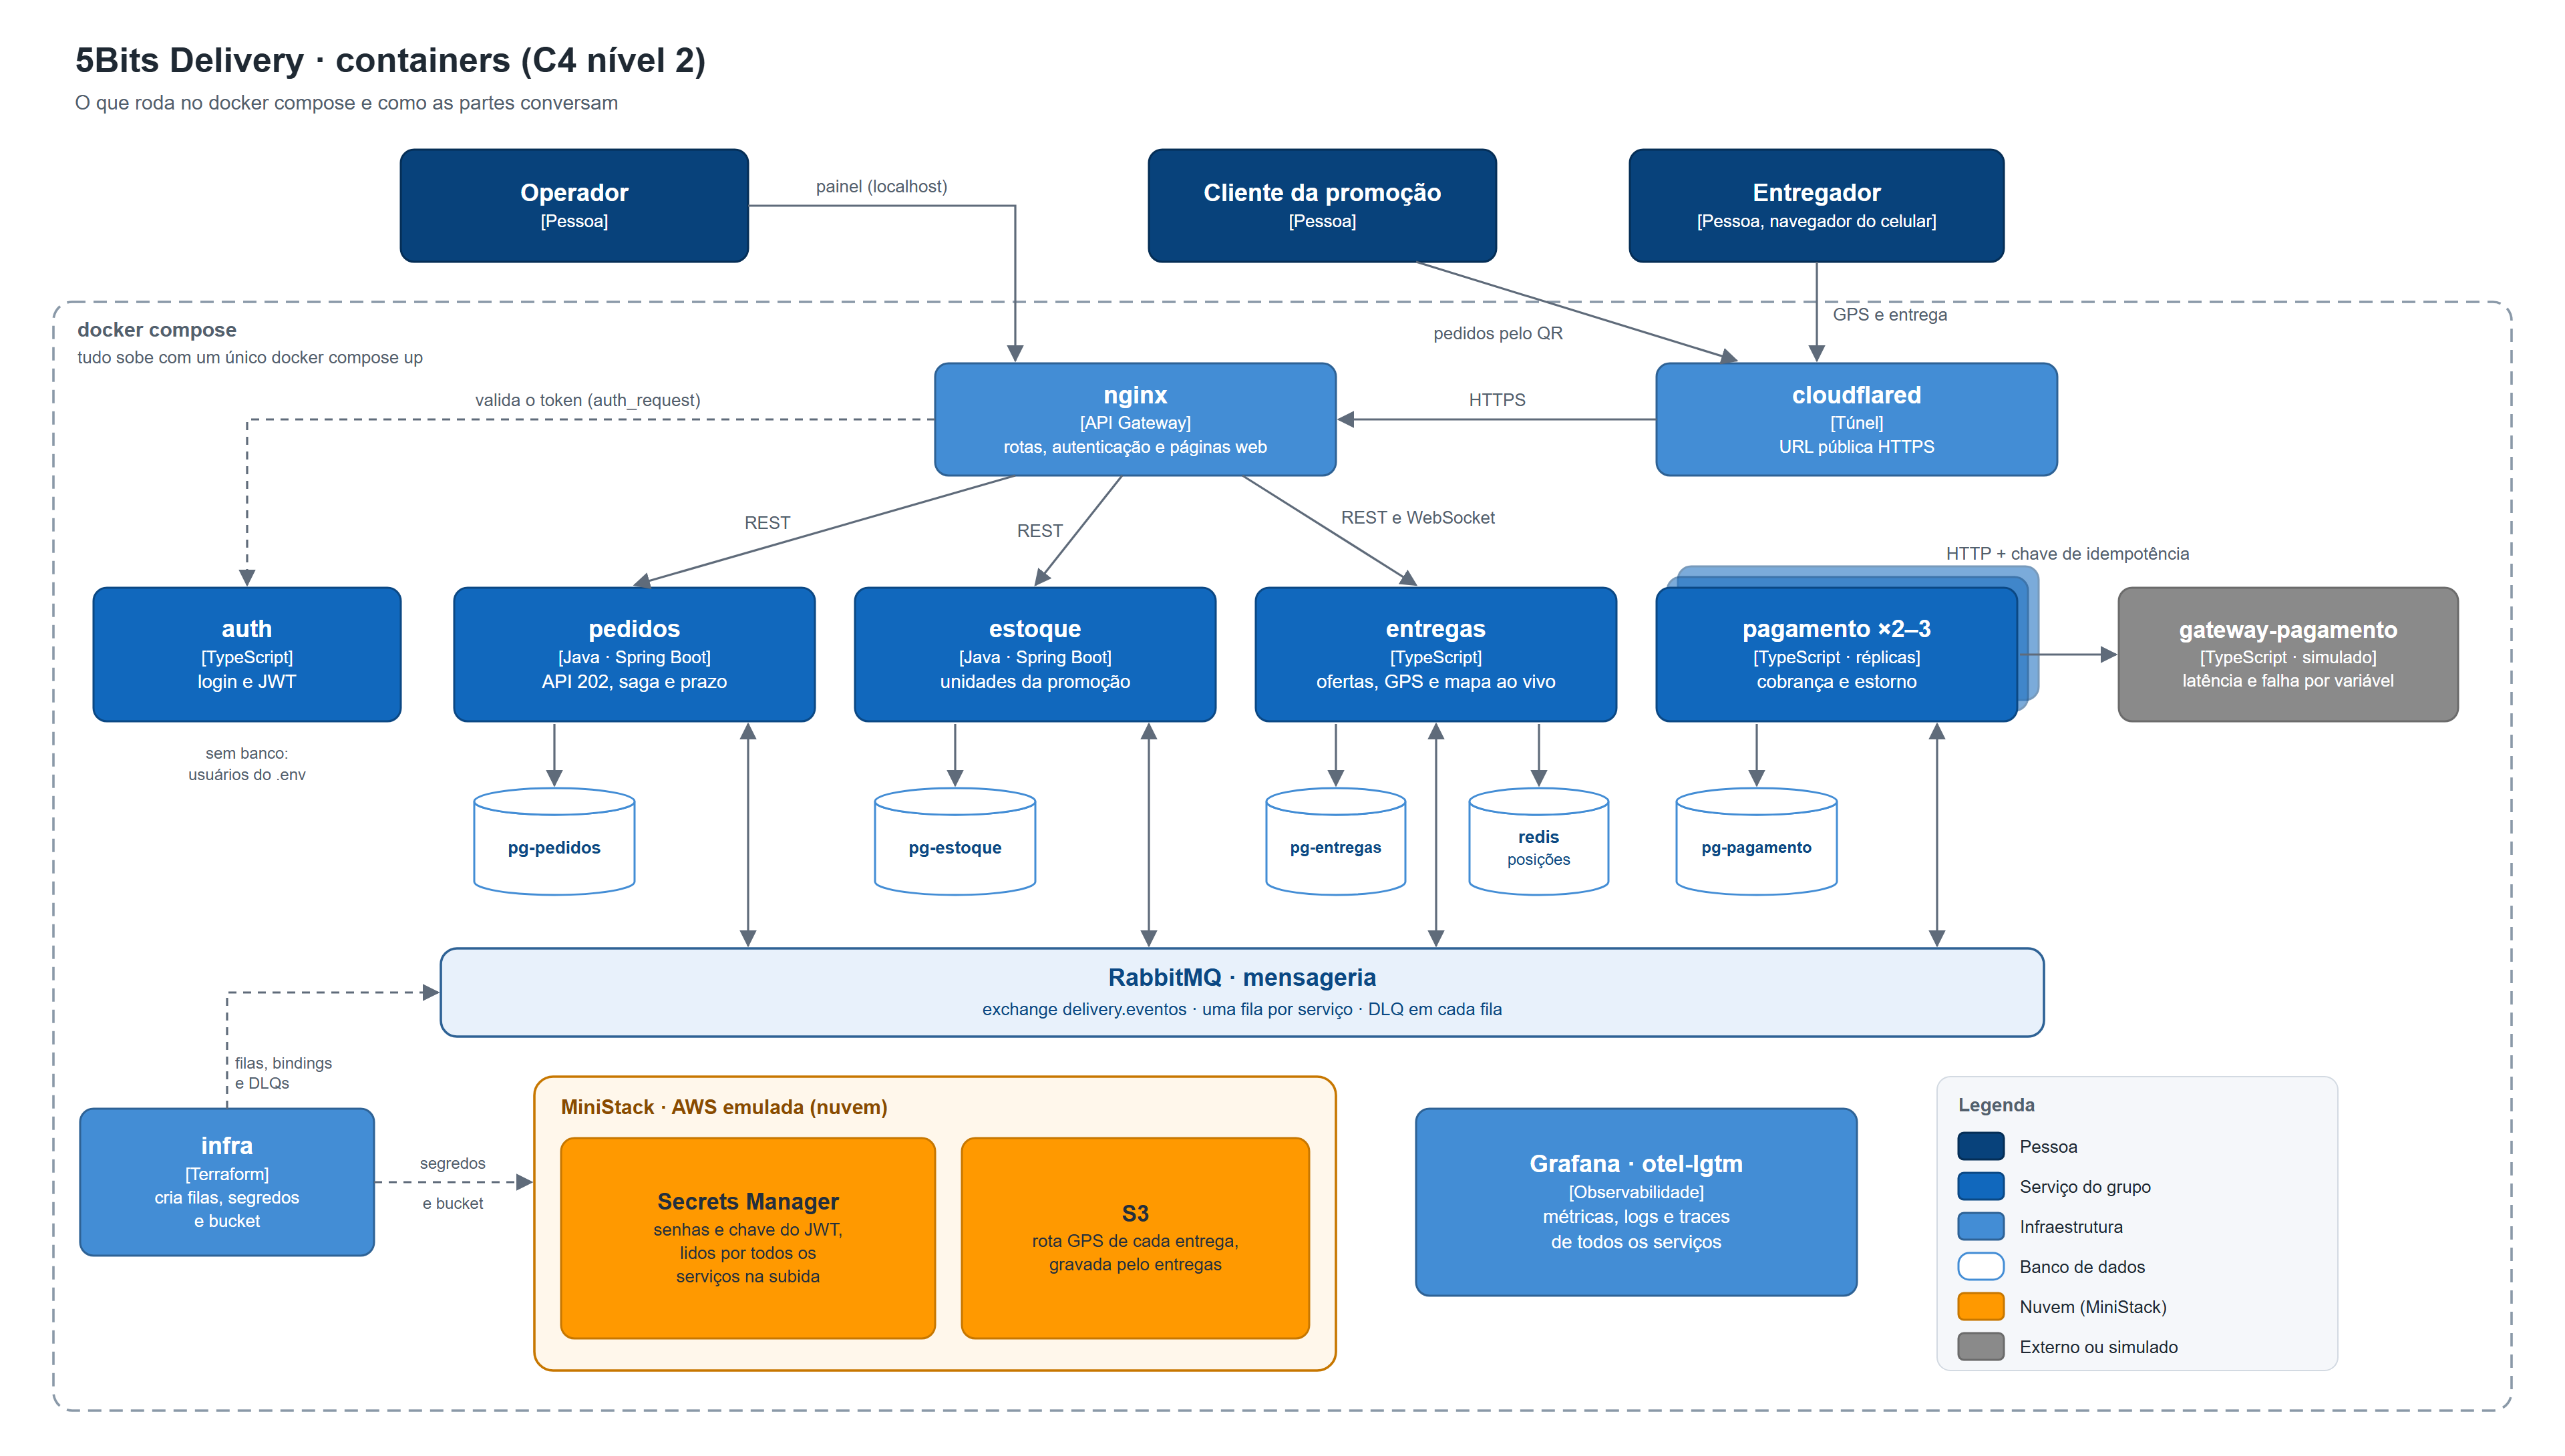 5Bits Delivery · containers (C4 nível 2)
O que roda no docker compose e como as partes conversam
Operador
[Pessoa]
painel (localhost)
Cliente da promoção
[Pessoa]
Entregador
[Pessoa, navegador do celular]
docker compose
tudo sobe com um único docker compose up
pedidos pelo QR
GPS e entrega
valida o token (auth_request)
nginx
[API Gateway]
rotas, autenticação e páginas web
HTTPS
cloudflared
[Túnel]
URL pública HTTPS
REST
REST
REST e WebSocket
HTTP + chave de idempotência
auth
[TypeScript]
login e JWT
pedidos
[Java · Spring Boot]
API 202, saga e prazo
estoque
[Java · Spring Boot]
unidades da promoção
entregas
[TypeScript]
ofertas, GPS e mapa ao vivo
pagamento ×2–3
[TypeScript · réplicas]
cobrança e estorno
gateway-pagamento
[TypeScript · simulado]
latência e falha por variável
sem banco:
usuários do .env
pg-pedidos
pg-estoque
pg-entregas
redis
posições
pg-pagamento
RabbitMQ · mensageria
exchange delivery.eventos · uma fila por serviço · DLQ em cada fila
filas, bindings
e DLQs
infra
[Terraform]
cria filas, segredos
e bucket
segredos
e bucket
MiniStack · AWS emulada (nuvem)
Secrets Manager
senhas e chave do JWT,
lidos por todos os
serviços na subida
S3
rota GPS de cada entrega,
gravada pelo entregas
Grafana · otel-lgtm
[Observabilidade]
métricas, logs e traces
de todos os serviços
Legenda
Pessoa
Serviço do grupo
Infraestrutura
Banco de dados
Nuvem (MiniStack)
Externo ou simulado